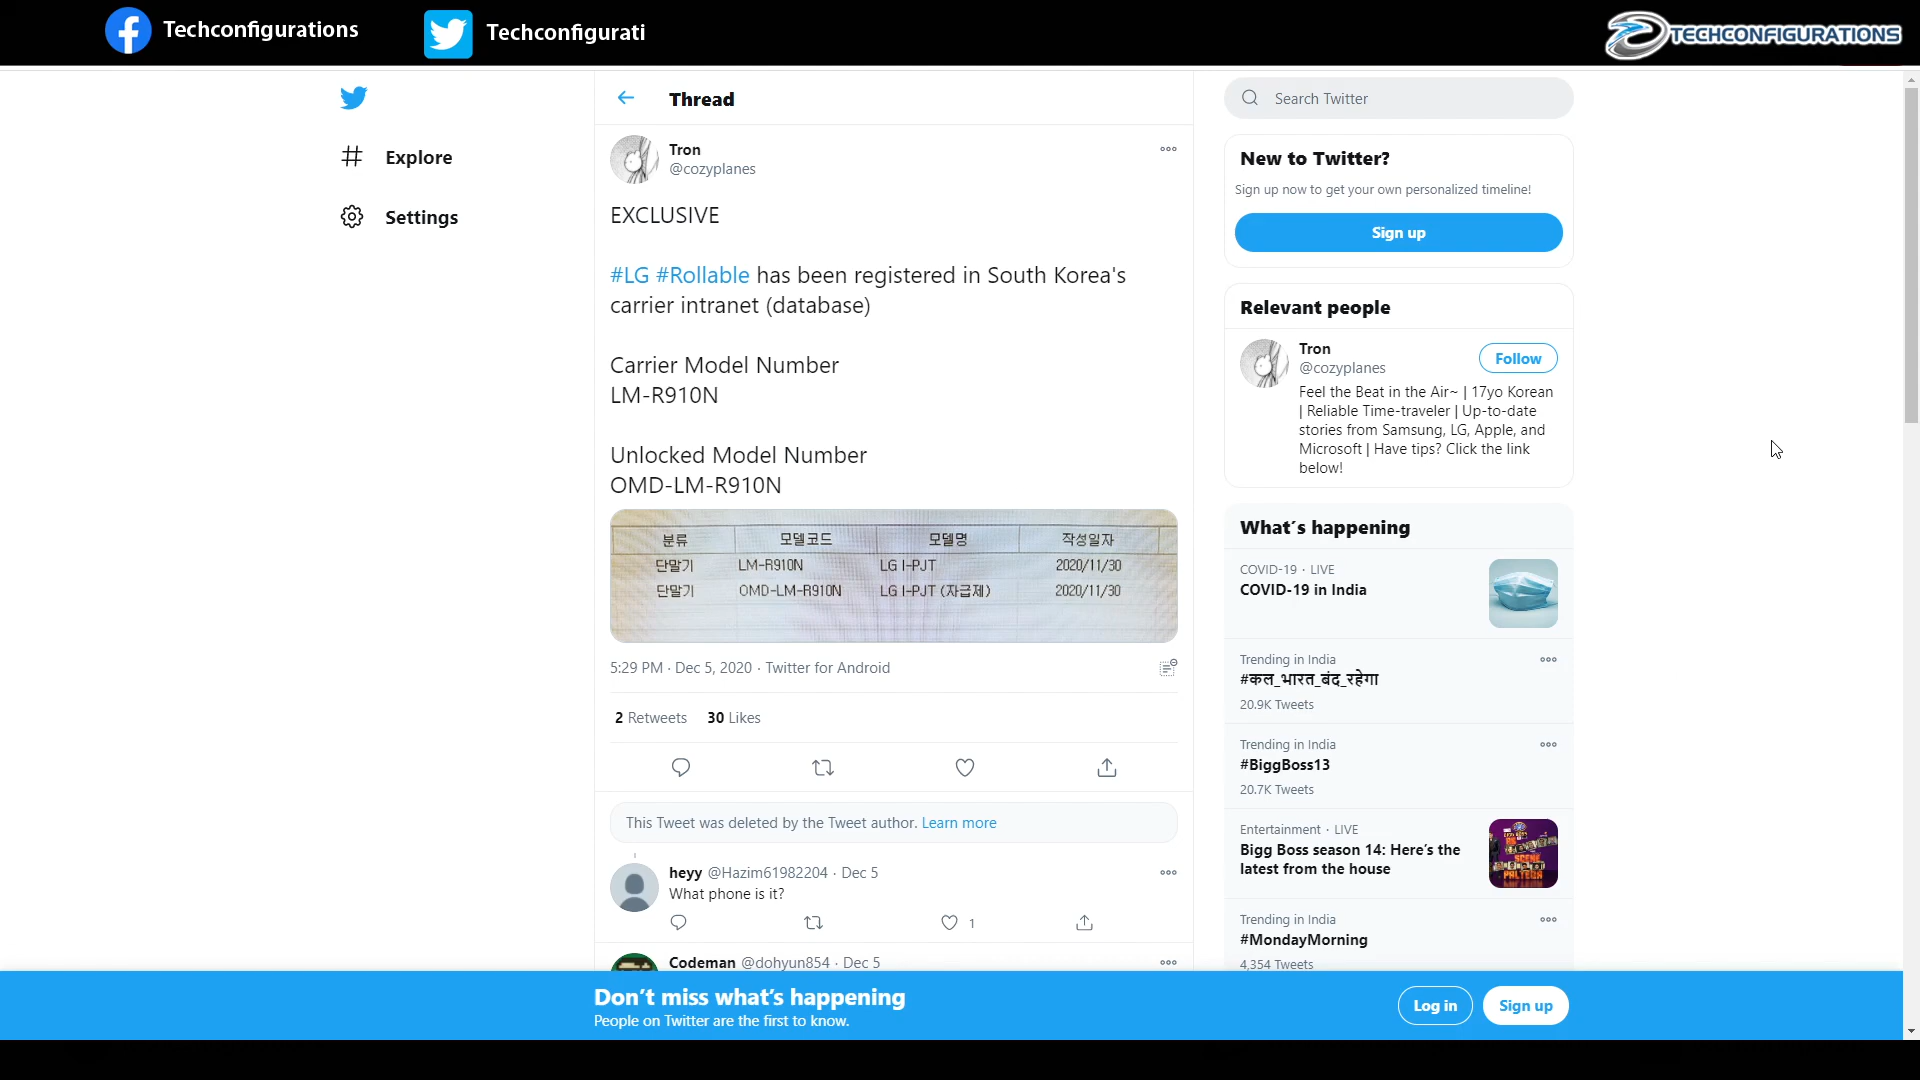 Techconfigurations
Techconfigurati
TECHCONFIGURATIONS
Explore
Settings
Thread
Tron
@cozyplanes
EXCLUSIVE
#LG #Rollable has been registered in South Korea's
carrier intranet (database)
Carrier Model Number
LM-R910N
Unlocked Model Number
OMD-LM-R910N
분류 모델코드 모델명 작성일자
단말기 LM-R910N LG I-PJT 2020/11/30
단말기 OMD-LM-R910N LG I-PJT (자급제) 2020/11/30
5:29 PM · Dec 5, 2020 · Twitter for Android
2 Retweets 30 Likes
This Tweet was deleted by the Tweet author. Learn more
heyy @Hazim61982204 · Dec 5
What phone is it?
1
Codeman @dohyun854 · Dec 5
Search Twitter
New to Twitter?
Sign up now to get your own personalized timeline!
Sign up
Relevant people
Tron
@cozyplanes
Follow
Feel the Beat in the Air~ | 17yo Korean
| Reliable Time-traveler | Up-to-date
stories from Samsung, LG, Apple, and
Microsoft | Have tips? Click the link
below!
What's happening
COVID-19 · LIVE
COVID-19 in India
Trending in India
#कल_भारत_बंद_रहेगा
20.9K Tweets
Trending in India
#BiggBoss13
20.7K Tweets
Entertainment · LIVE
Bigg Boss season 14: Here's the
latest from the house
Trending in India
#MondayMorning
4,354 Tweets
Don't miss what's happening
People on Twitter are the first to know.
Log in
Sign up